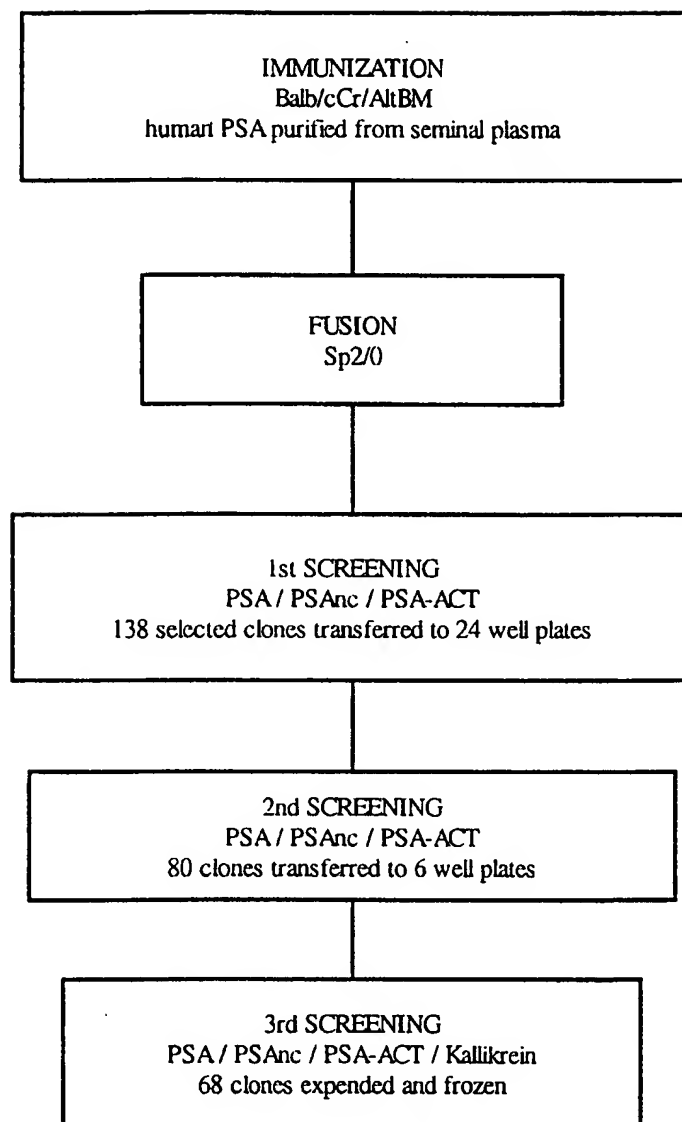 IMMUNIZATION
Balb/cCr/AltBM
human PSA purified from seminal plasma
FUSION
Sp2/0
1st SCREENING
PSA / PSAnc / PSA-ACT
138 selected clones transferred to 24 well plates
2nd SCREENING
PSA / PSAnc / PSA-ACT
80 clones transferred to 6 well plates
3rd SCREENING
PSA / PSAnc / PSA-ACT / Kallikrein
68 clones expended and frozen